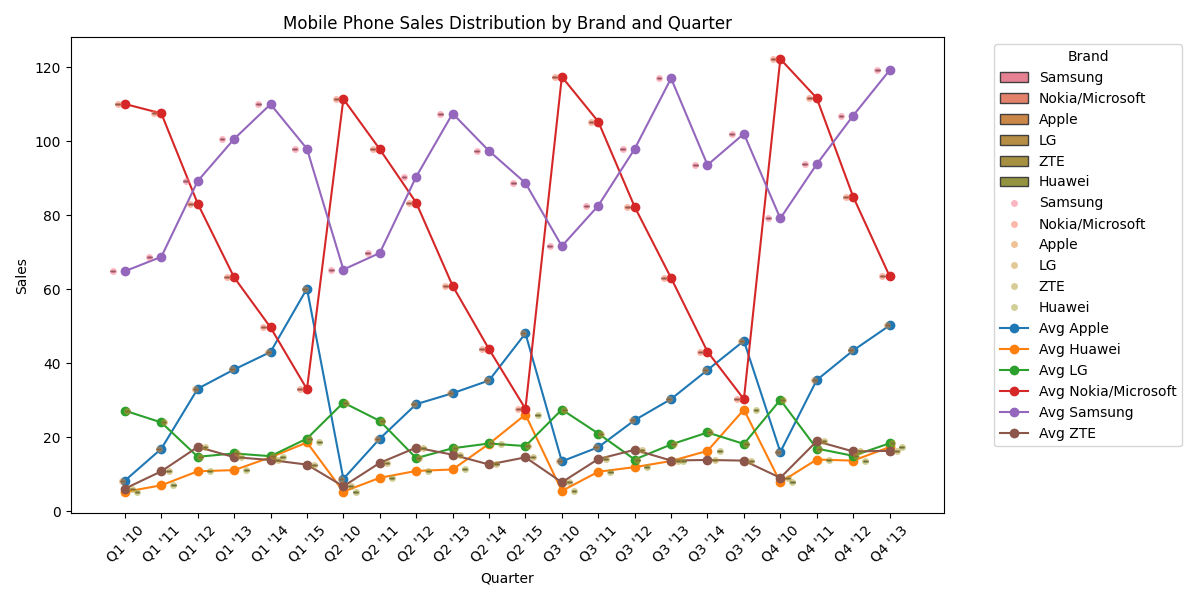 Mobile Phone Sales Distribution by Brand and Quarter
Sales
120
100
80
60
40
20
0
Q1 '10
Q1 '11
Q1 '12
Q1 '13
Q1 '14
Q1 '15
Q2 '10
Q2 '11
Q2 '12
Q2 '13
Q2 '14
Q2 '15
Q3 '10
Q3 '11
Q3 '12
Q3 '13
Q3 '14
Q3 '15
Q4 '10
Q4 '11
Q4 '12
Q4 '13
Quarter
Brand
Samsung
Nokia/Microsoft
Apple
LG
ZTE
Huawei
Samsung
Nokia/Microsoft
Apple
LG
ZTE
Huawei
Avg Apple
Avg Huawei
Avg LG
Avg Nokia/Microsoft
Avg Samsung
Avg ZTE